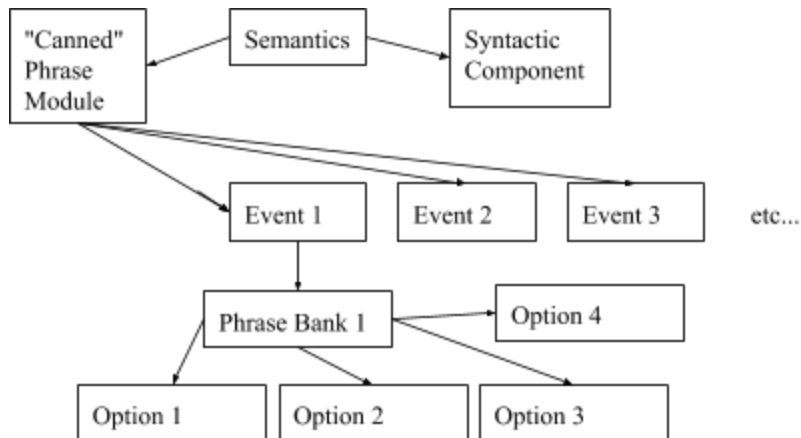 "Canned"
Phrase
Module
Semantics
Syntactic
Component
Event 1
Event 2
Event 3
etc...
Phrase Bank 1
Option 4
Option 1
Option 2
Option 3